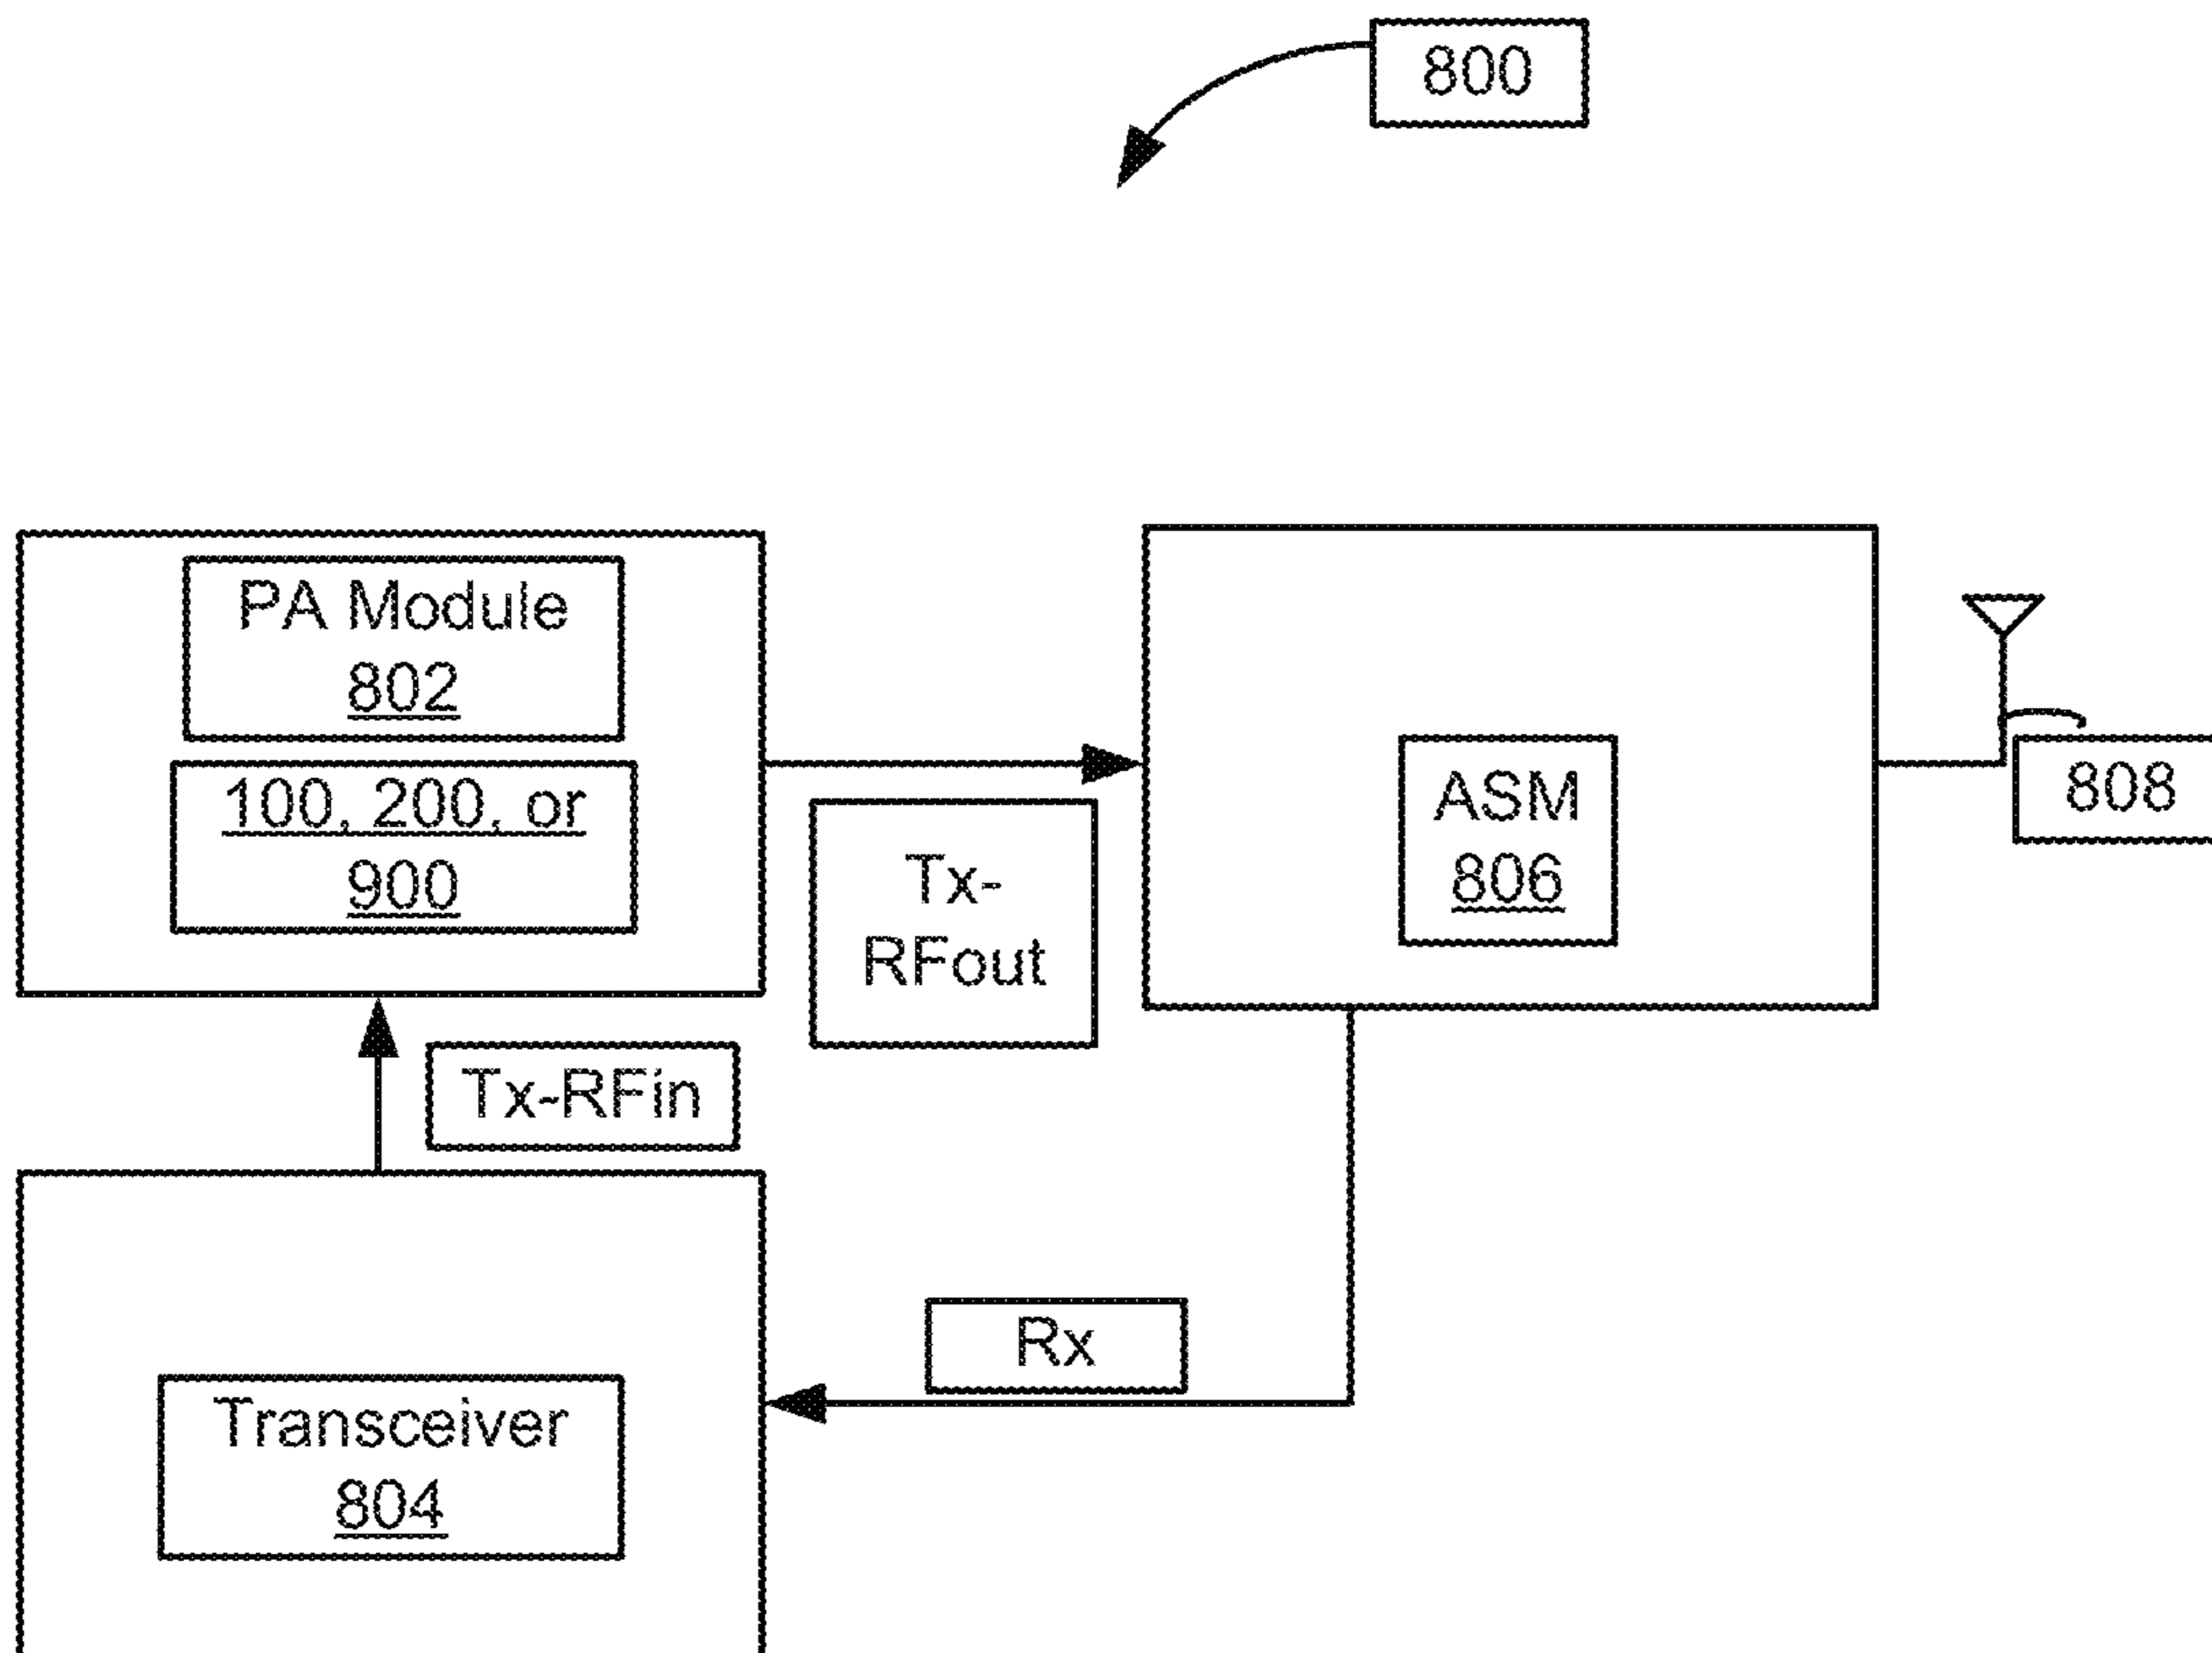 800
PA Module
802
100, 200, or
900
Tx-
RFout
ASM
806
808
Tx-RFin
Rx
Transceiver
804